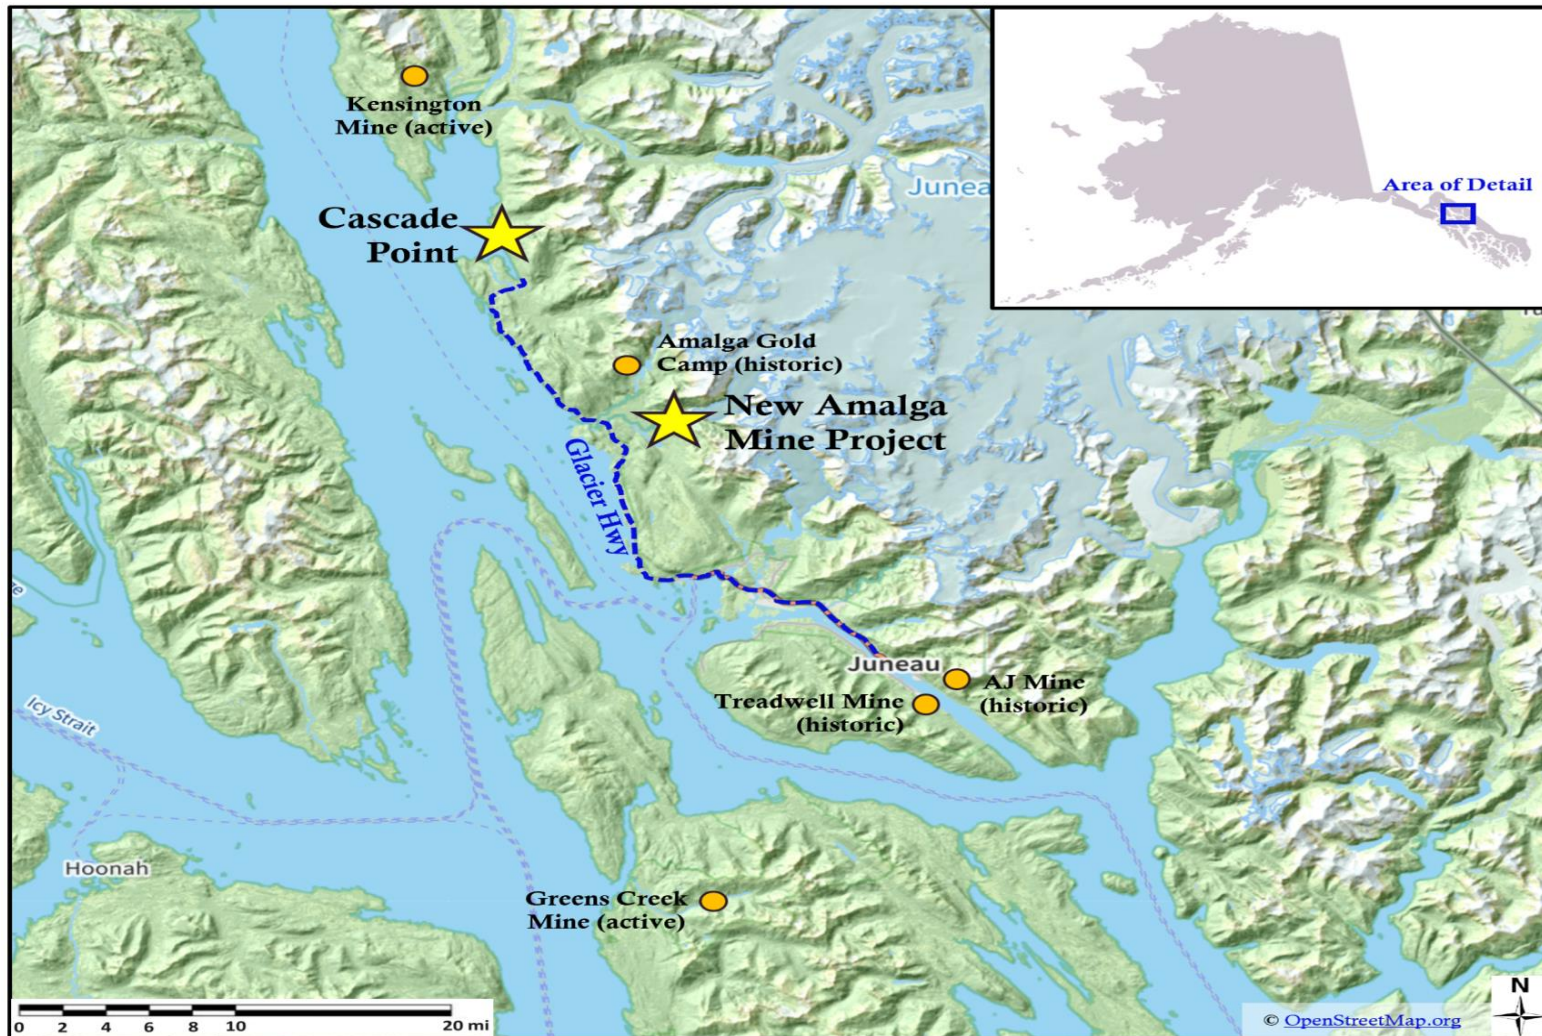 Kensington
Mine (active)
Area of Detail
Cascade
Point
Amalga Gold
Camp (historic)
New Amalga
Mine Project
Glacier Hwy
Juneau
AJ Mine
(historic)
Treadwell Mine
(historic)
Icy Strait
Hoonah
Greens Creek
Mine (active)
0 2 4 6 8 10 20 mi
N
© OpenStreetMap.org